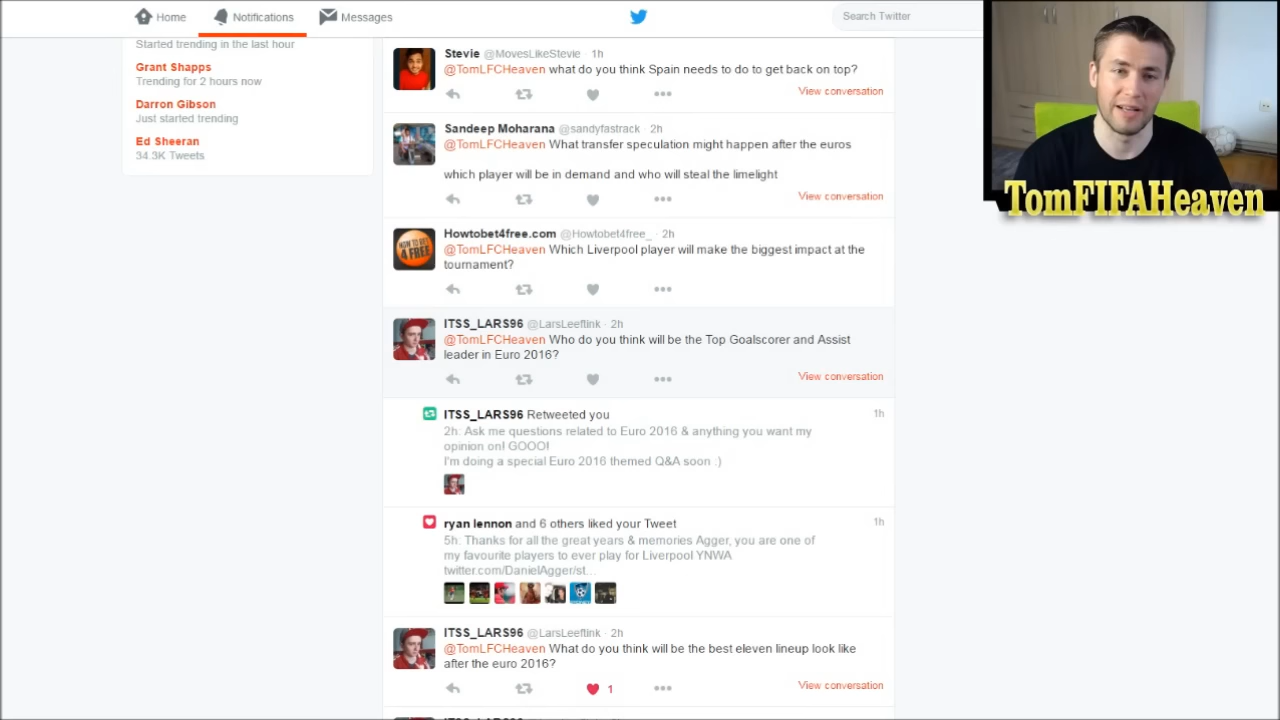 Home
Notifications
Messages
Search Twitter
Started trending in the last hour
Grant Shapps
Trending for 2 hours now
Darron Gibson
Just started trending
Ed Sheeran
34.3K Tweets
Stevie @MovesLikeStevie · 1h
@TomLFCHeaven what do you think Spain needs to do to get back on top?
View conversation
Sandeep Moharana @sandyfastrack · 2h
@TomLFCHeaven What transfer speculation might happen after the euros
which player will be in demand and who will steal the limelight
View conversation
HOW TO BET
4 FREE
Howtobet4free.com @Howtobet4free_ · 2h
@TomLFCHeaven Which Liverpool player will make the biggest impact at the
tournament?
ITSS_LARS96 @LarsLeeftink · 2h
@TomLFCHeaven Who do you think will be the Top Goalscorer and Assist
leader in Euro 2016?
View conversation
ITSS_LARS96 Retweeted you 1h
2h: Ask me questions related to Euro 2016 & anything you want my
opinion on! GOOO!
I'm doing a special Euro 2016 themed Q&A soon :)
ryan lennon and 6 others liked your Tweet 1h
5h: Thanks for all the great years & memories Agger, you are one of
my favourite players to ever play for Liverpool YNWA
twitter.com/DanielAgger/st...
ITSS_LARS96 @LarsLeeftink · 2h
@TomLFCHeaven What do you think will be the best eleven lineup look like
after the euro 2016?
1
View conversation
TomFIFAHeaven